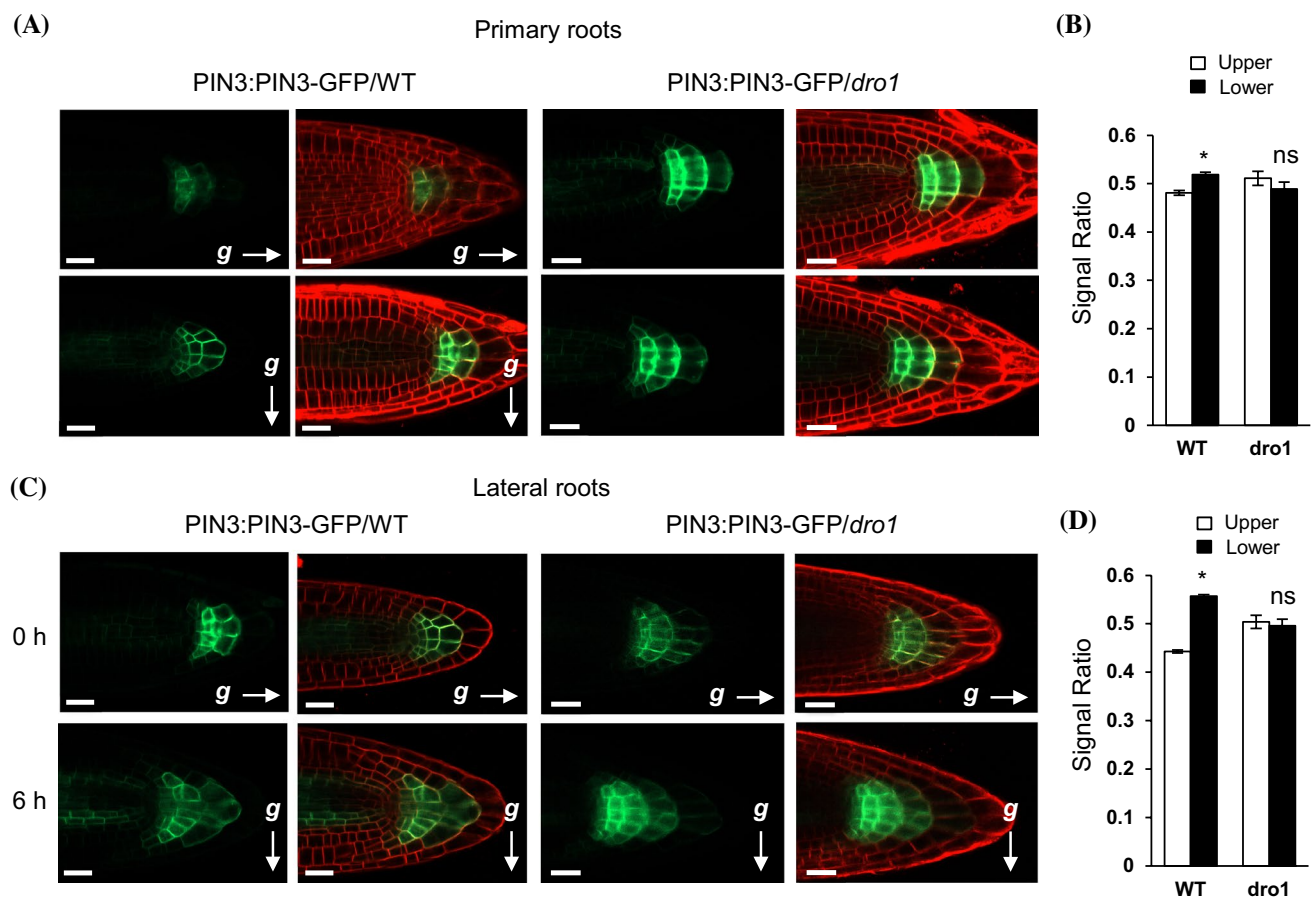 (A)
Primary roots
PIN3:PIN3-GFP/WT
PIN3:PIN3-GFP/dro1
g
g
g
g
(B)
Upper
Lower
Signal Ratio
0.6
0.5
0.4
0.3
0.2
0.1
0
*
ns
WT
dro1
(C)
Lateral roots
PIN3:PIN3-GFP/WT
PIN3:PIN3-GFP/dro1
0 h
g
g
g
g
6 h
g
g
g
g
(D)
Upper
Lower
Signal Ratio
0.6
0.5
0.4
0.3
0.2
0.1
0
*
ns
WT
dro1